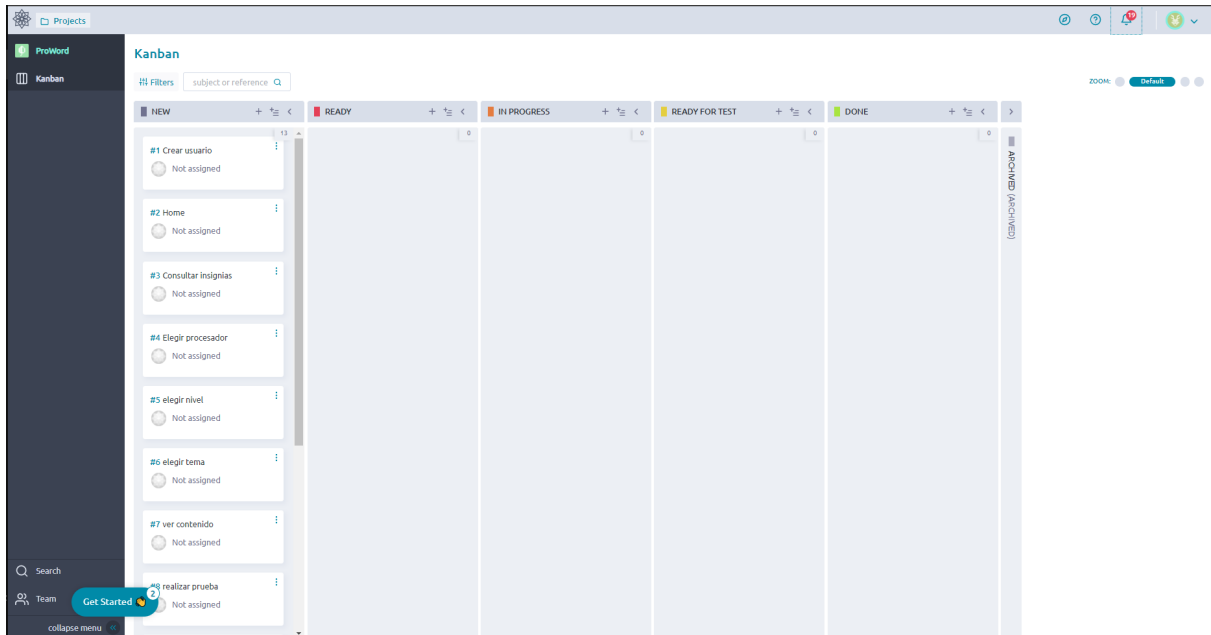 Projects
19
ProWord
Kanban
Kanban
Filters
subject or reference
ZOOM:
Default
NEW
READY
IN PROGRESS
READY FOR TEST
DONE
13
0
0
0
0
ARCHIVED (ARCHIVED)
#1 Crear usuario
Not assigned
#2 Home
Not assigned
#3 Consultar insignias
Not assigned
#4 Elegir procesador
Not assigned
#5 elegir nivel
Not assigned
#6 elegir tema
Not assigned
#7 ver contenido
Not assigned
#8 realizar prueba
Not assigned
Search
Team
Get Started
2
collapse menu